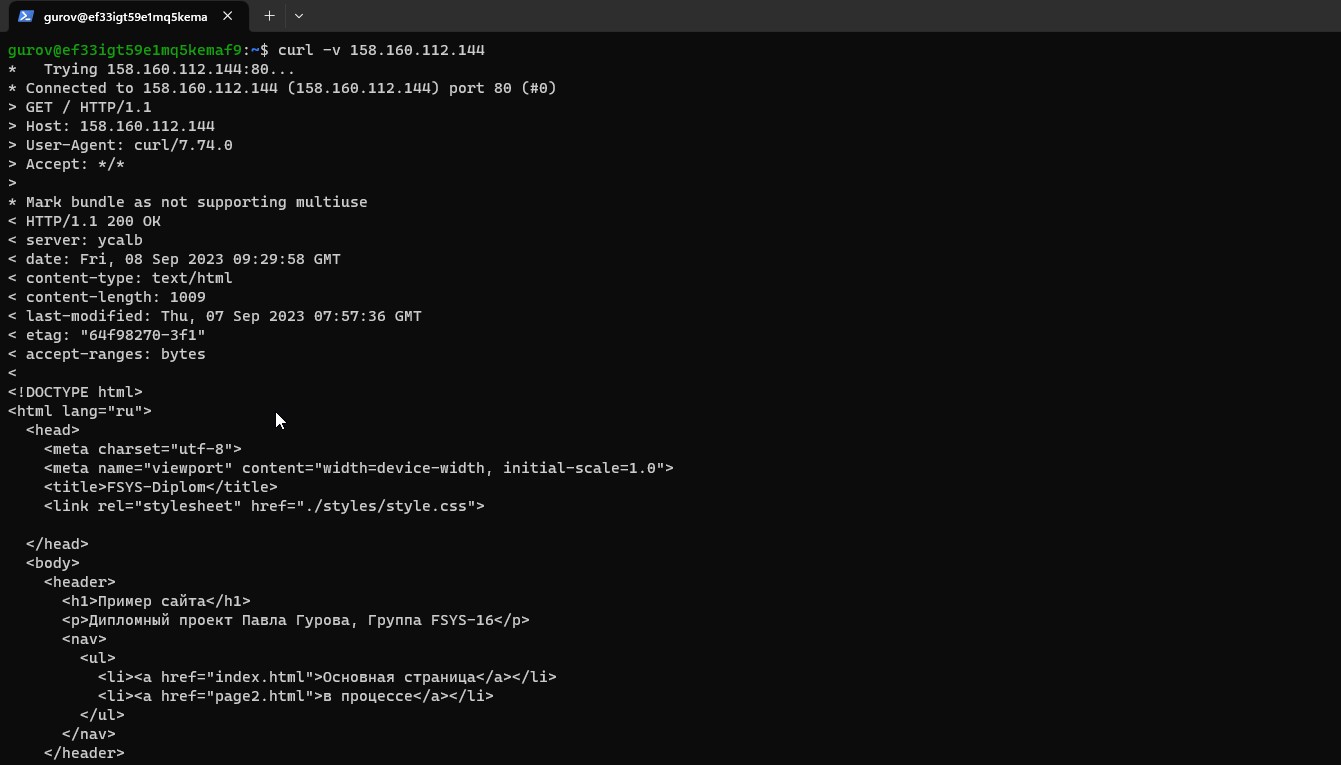 gurov@ef33igt59e1mq5kema
gurov@ef33igt59e1mq5kemaf9:~$ curl -v 158.160.112.144
*   Trying 158.160.112.144:80...
* Connected to 158.160.112.144 (158.160.112.144) port 80 (#0)
> GET / HTTP/1.1
> Host: 158.160.112.144
> User-Agent: curl/7.74.0
> Accept: */*
>
* Mark bundle as not supporting multiuse
< HTTP/1.1 200 OK
< server: ycalb
< date: Fri, 08 Sep 2023 09:29:58 GMT
< content-type: text/html
< content-length: 1009
< last-modified: Thu, 07 Sep 2023 07:57:36 GMT
< etag: "64f98270-3f1"
< accept-ranges: bytes
<
<!DOCTYPE html>
<html lang="ru">
  <head>
    <meta charset="utf-8">
    <meta name="viewport" content="width=device-width, initial-scale=1.0">
    <title>FSYS-Diplom</title>
    <link rel="stylesheet" href="./styles/style.css">
  </head>
  <body>
    <header>
      <h1>Пример сайта</h1>
      <p>Дипломный проект Павла Гурова, Группа FSYS-16</p>
      <nav>
        <ul>
          <li><a href="index.html">Основная страница</a></li>
          <li><a href="page2.html">в процессе</a></li>
        </ul>
      </nav>
    </header>